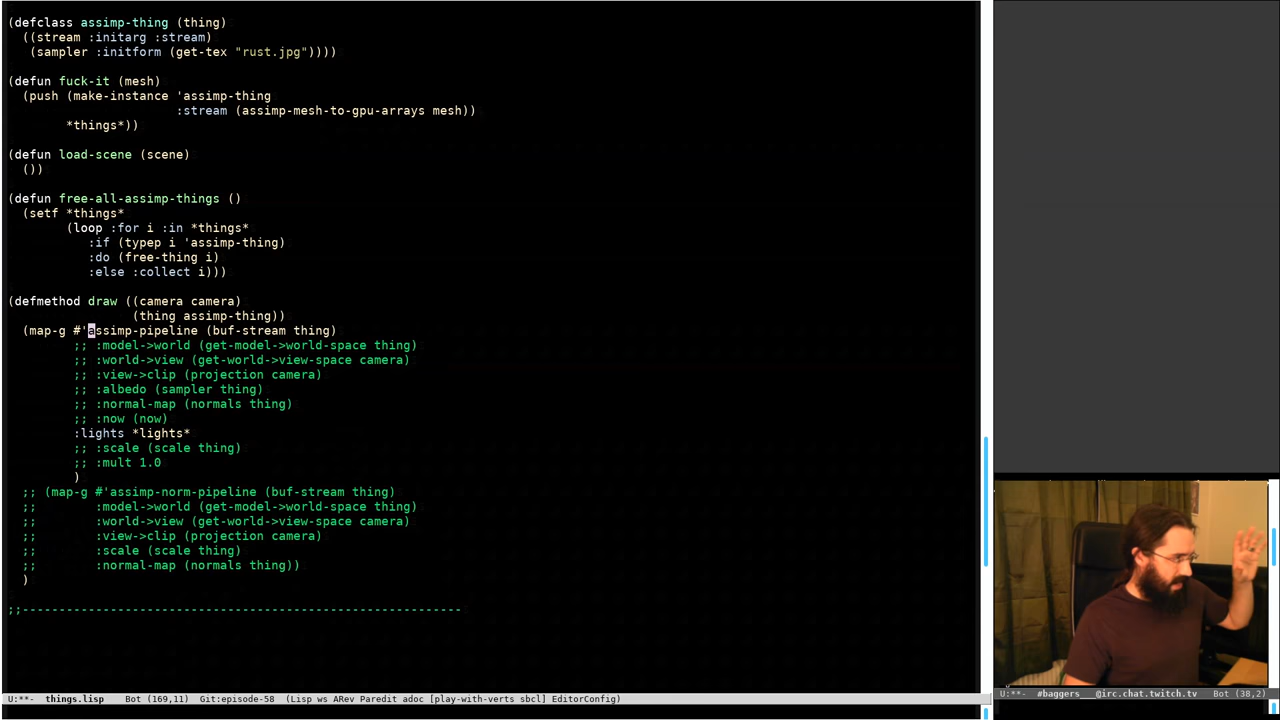 (defclass assimp-thing (thing)
  ((stream :initarg :stream)
   (sampler :initform (get-tex "rust.jpg"))))
(defun fuck-it (mesh)
  (push (make-instance 'assimp-thing
                       :stream (assimp-mesh-to-gpu-arrays mesh))
        *things*))
(defun load-scene (scene)
  ())
(defun free-all-assimp-things ()
  (setf *things*
        (loop :for i :in *things*
           :if (typep i 'assimp-thing)
           :do (free-thing i)
           :else :collect i)))
(defmethod draw ((camera camera)
                 (thing assimp-thing))
  (map-g #'assimp-pipeline (buf-stream thing)
         ;; :model->world (get-model->world-space thing)
         ;; :world->view (get-world->view-space camera)
         ;; :view->clip (projection camera)
         ;; :albedo (sampler thing)
         ;; :normal-map (normals thing)
         ;; :now (now)
         :lights *lights*
         ;; :scale (scale thing)
         ;; :mult 1.0
         )
  ;; (map-g #'assimp-norm-pipeline (buf-stream thing)
  ;;        :model->world (get-model->world-space thing)
  ;;        :world->view (get-world->view-space camera)
  ;;        :view->clip (projection camera)
  ;;        :scale (scale thing)
  ;;        :normal-map (normals thing))
  )
;;------------------------------------------------------------
U:**-  things.lisp   Bot (169,11)  Git:episode-58  (Lisp ws ARev Paredit adoc [play-with-verts sbcl] EditorConfig)
U:**-  #baggers___@irc.chat.twitch.tv   Bot (38,2)